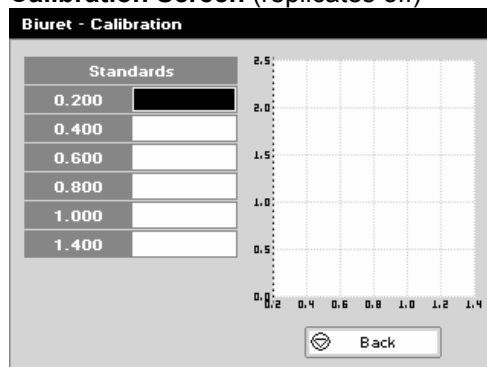 Calibration Screen (replicates off)
Biuret - Calibration
Standards
0.200
0.400
0.600
0.800
1.000
1.400
2.5
2.0
1.5
1.0
0.5
0.0
0.2 0.4 0.6 0.8 1.0 1.2 1.4
Back